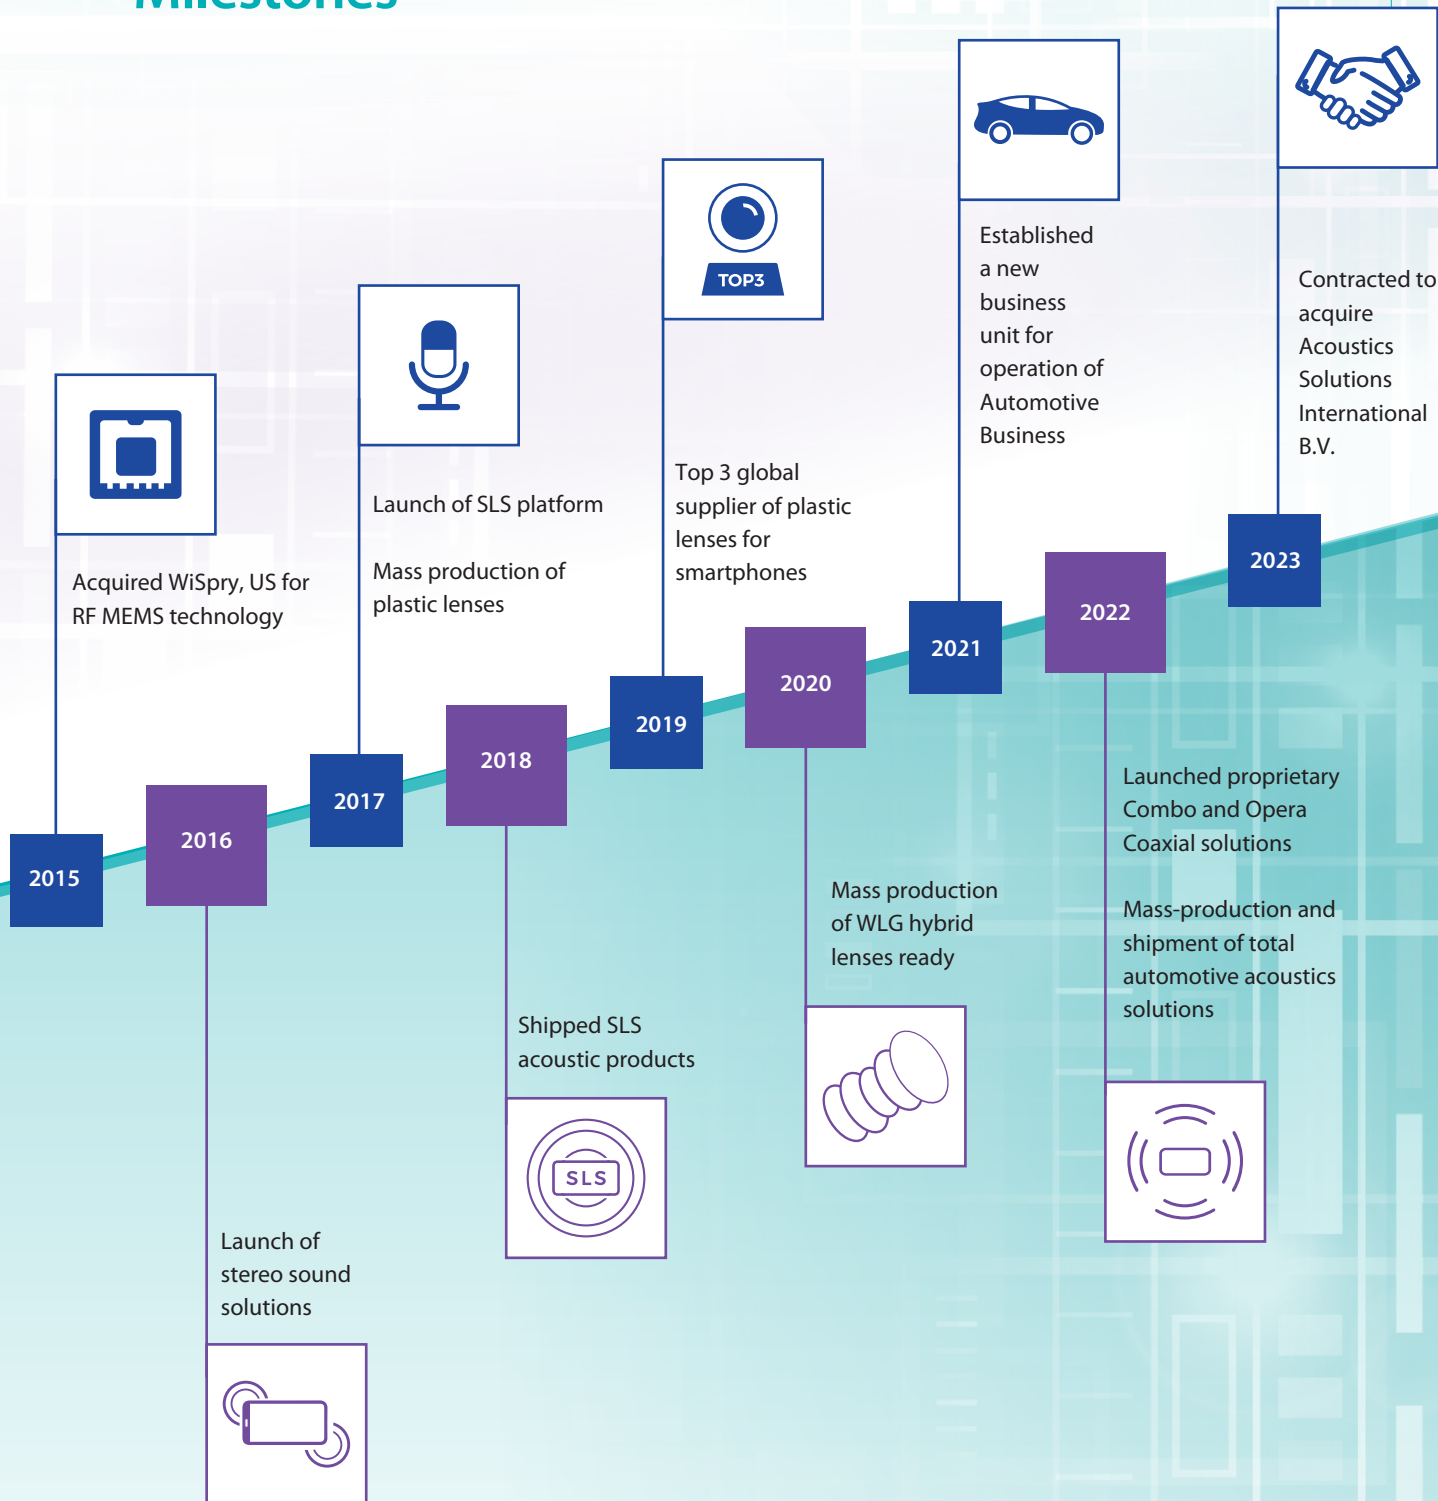 Milestones
Contracted to
acquire
Acoustics
Solutions
International
B.V.
2023
Established
a new
business
unit for
operation of
Automotive
Business
2021
TOP3
Top 3 global
supplier of plastic
lenses for
smartphones
2019
Launch of SLS platform
Mass production of
plastic lenses
2017
Acquired WiSpry, US for
RF MEMS technology
2015
2016
Launch of
stereo sound
solutions
2018
Shipped SLS
acoustic products
SLS
2020
Mass production
of WLG hybrid
lenses ready
2022
Launched proprietary
Combo and Opera
Coaxial solutions
Mass-production and
shipment of total
automotive acoustics
solutions